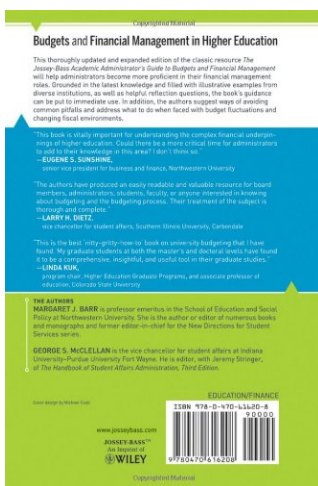 Copyrighted Material
Budgets and Financial Management in Higher Education
This thoroughly updated and expanded edition of the classic resource The
Jossey-Bass Academic Administrator's Guide to Budgets and Financial Management
will help administrators become more proficient in their financial management
roles. Grounded in the latest knowledge and filled with illustrative examples from
diverse institutions, as well as helpful reflection questions, the book's guidance
can be put to immediate use. In addition, the authors suggest ways of avoiding
common pitfalls and address what to do when faced with budget fluctuations and
changing fiscal environments.
"This book is vitally important for understanding the complex financial underpin-
nings of higher education. Could there be a more critical time for administrators
to add to their knowledge in this area? I don't think so."
—EUGENE S. SUNSHINE,
senior vice president for business and finance, Northwestern University
"The authors have produced an easily readable and valuable resource for board
members, administrators, students, faculty, or anyone interested in knowing
about budgeting and the budgeting process. Their treatment of the subject is
thorough and complete."
—LARRY H. DIETZ,
vice chancellor for student affairs, Southern Illinois University, Carbondale
"This is the best 'nitty-gritty-how-to' book on university budgeting that I have
found. My graduate students at both the master's and doctoral levels have found
it to be a comprehensive, insightful, and useful tool in their graduate studies."
—LINDA KUK,
program chair, Higher Education Graduate Programs, and associate professor of
education, Colorado State University
THE AUTHORS
MARGARET J. BARR is professor emeritus in the School of Education and Social
Policy at Northwestern University. She is the author or editor of numerous books
and monographs and former editor-in-chief for the New Directions for Student
Services series.
GEORGE S. MCCLELLAN is the vice chancellor for student affairs at Indiana
University–Purdue University Fort Wayne. He is editor, with Jeremy Stringer,
of The Handbook of Student Affairs Administration, Third Edition.
EDUCATION/FINANCE
Cover design by Michael Cook
ISBN 978-0-470-61620-8
90000
www.josseybass.com
JOSSEY-BASS™
An Imprint of
WILEY
9 780470 616208
Copyrighted Material